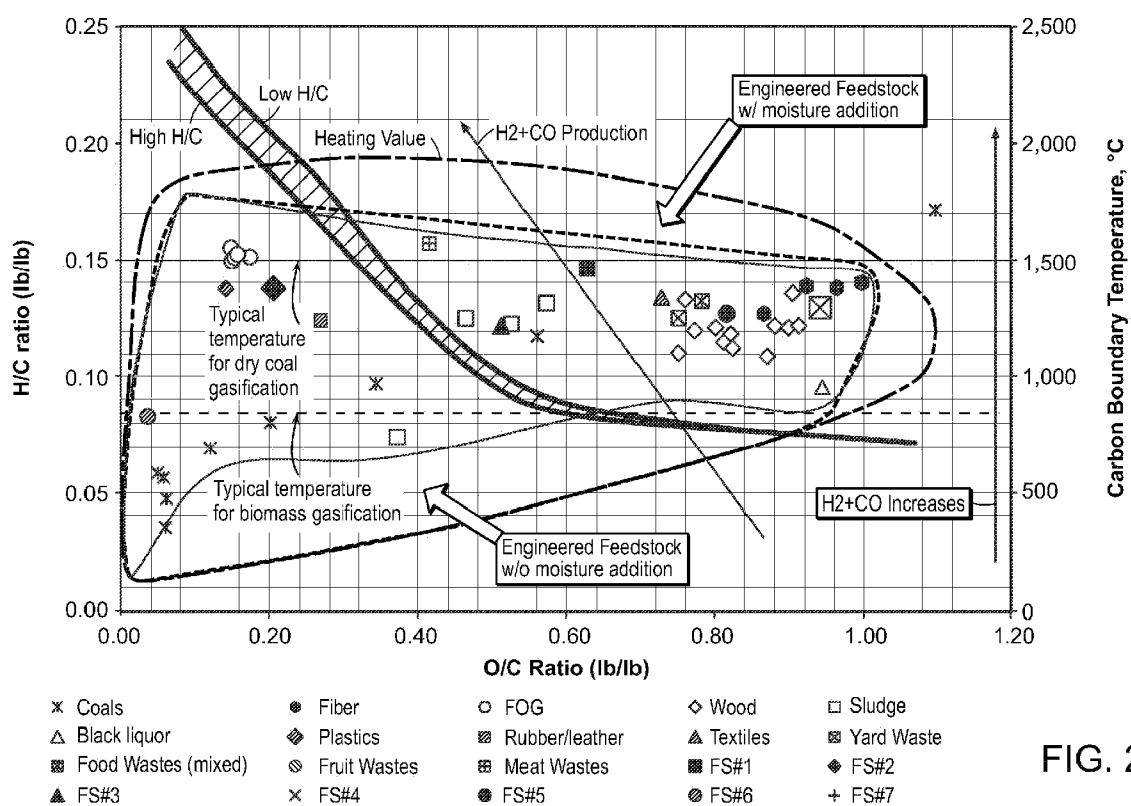 0.25
0.20
0.15
0.10
0.05
0.00
H/C ratio (lb/lb)
2,500
2,000
1,500
1,000
500
0
Carbon Boundary Temperature, °C
0.00
0.20
0.40
0.60
0.80
1.00
1.20
O/C Ratio (lb/lb)
Low H/C
High H/C
Heating Value
H2+CO Production
Engineered Feedstock
w/ moisture addition
Typical
temperature
for dry coal
gasification
Typical temperature
for biomass gasification
Engineered Feedstock
w/o moisture addition
H2+CO Increases
Coals
Fiber
FOG
Wood
Sludge
Black liquor
Plastics
Rubber/leather
Textiles
Yard Waste
Food Wastes (mixed)
Fruit Wastes
Meat Wastes
FS#1
FS#2
FS#3
FS#4
FS#5
FS#6
FS#7
FIG. 2